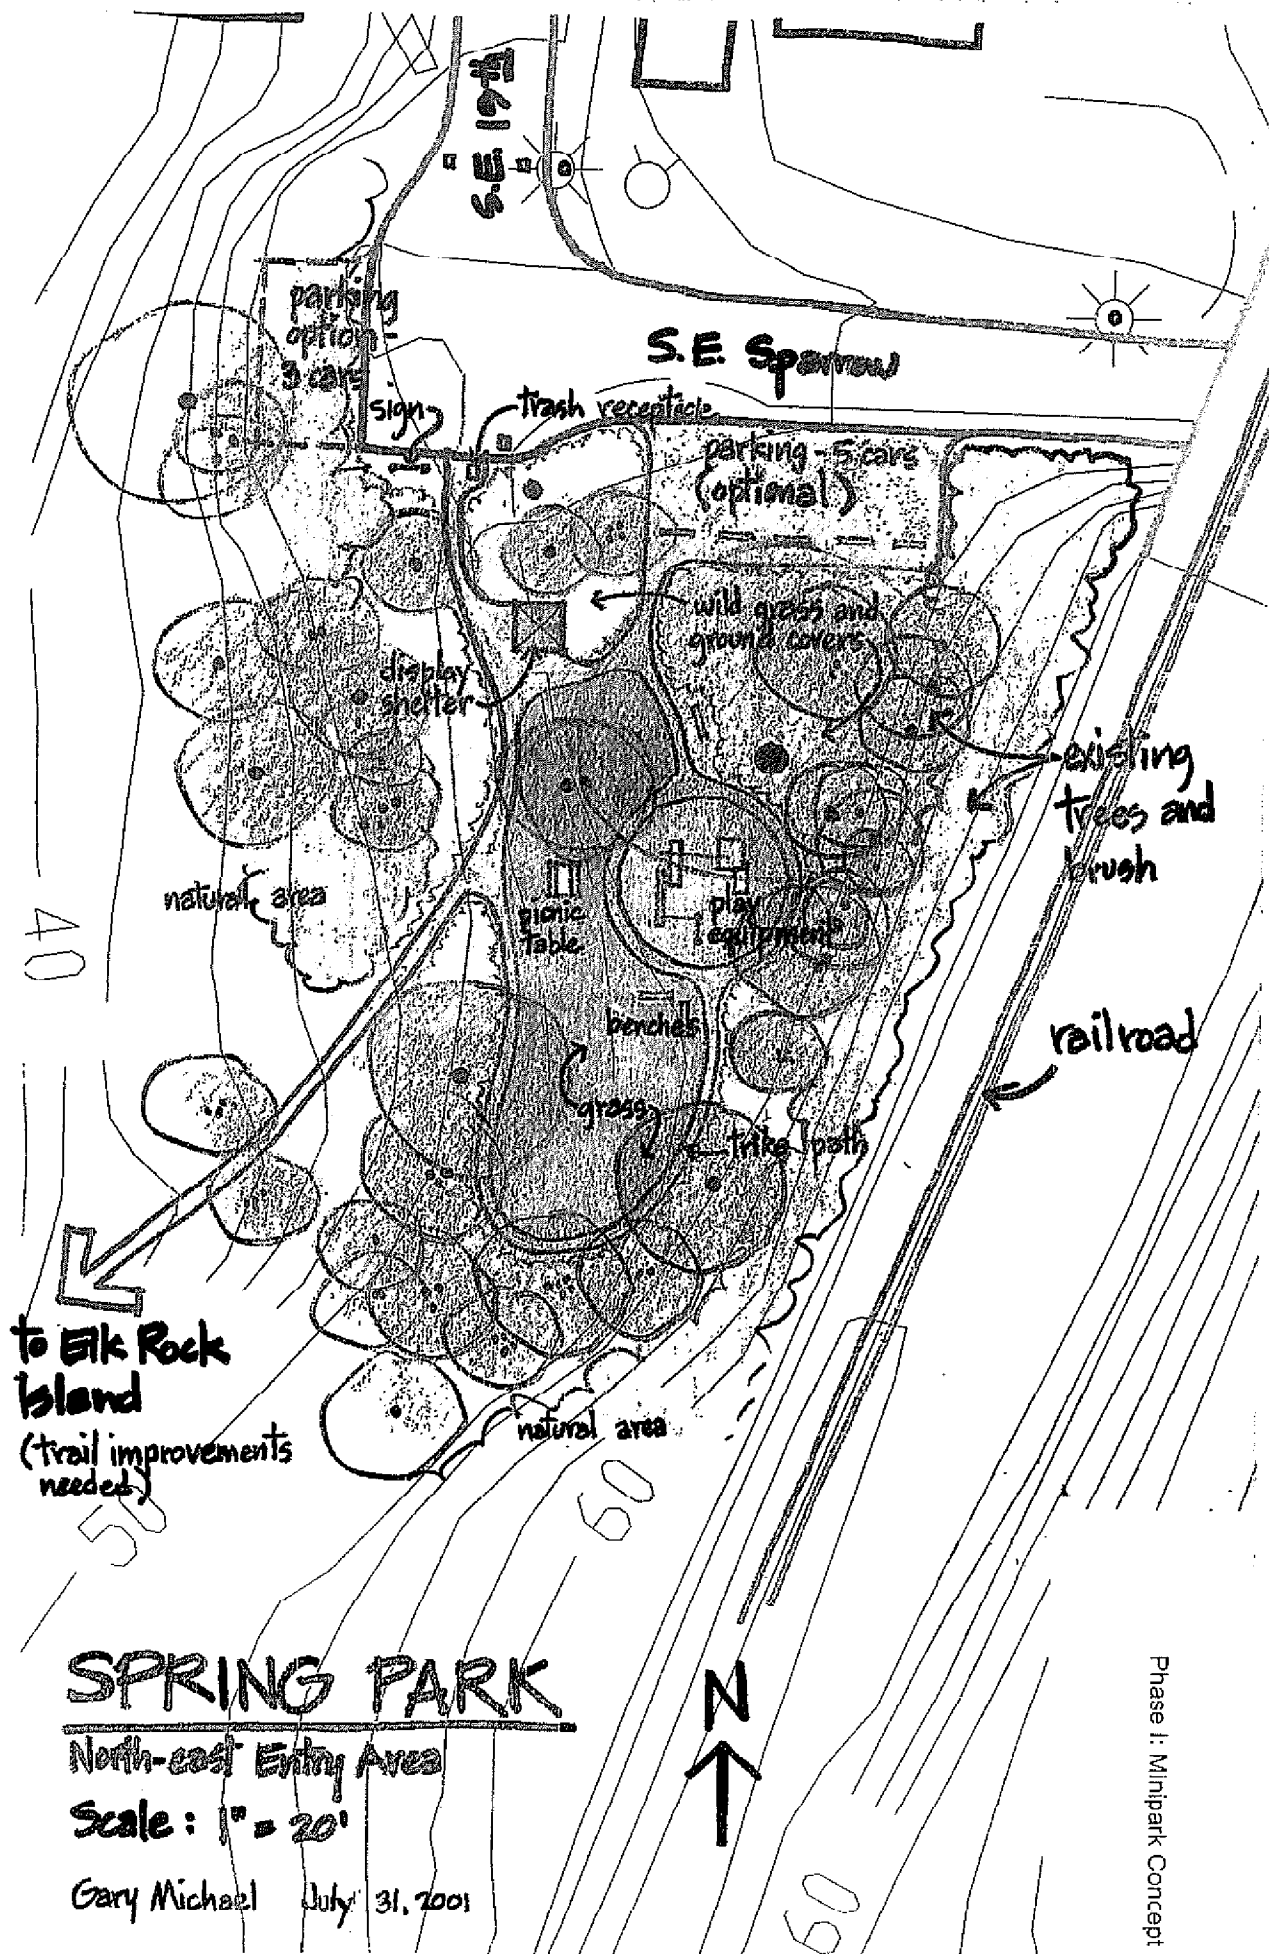 S.E. 19th
parking
option -
3 cars
S.E. Sparrow
sign
trash receptacle
parking - 5 cars
(optional)
wild grass and
ground covers
display
shelter
existing
trees and
brush
natural area
picnic
table
play
equipment
40
benches
railroad
grass
trike path
to Elk Rock
Island
(trail improvements
needed)
natural area
50
60
SPRING PARK
North-east Entry Area
Scale: 1" = 20'
Gary Michael July 31, 2001
N
60
Phase I: Minipark Concept